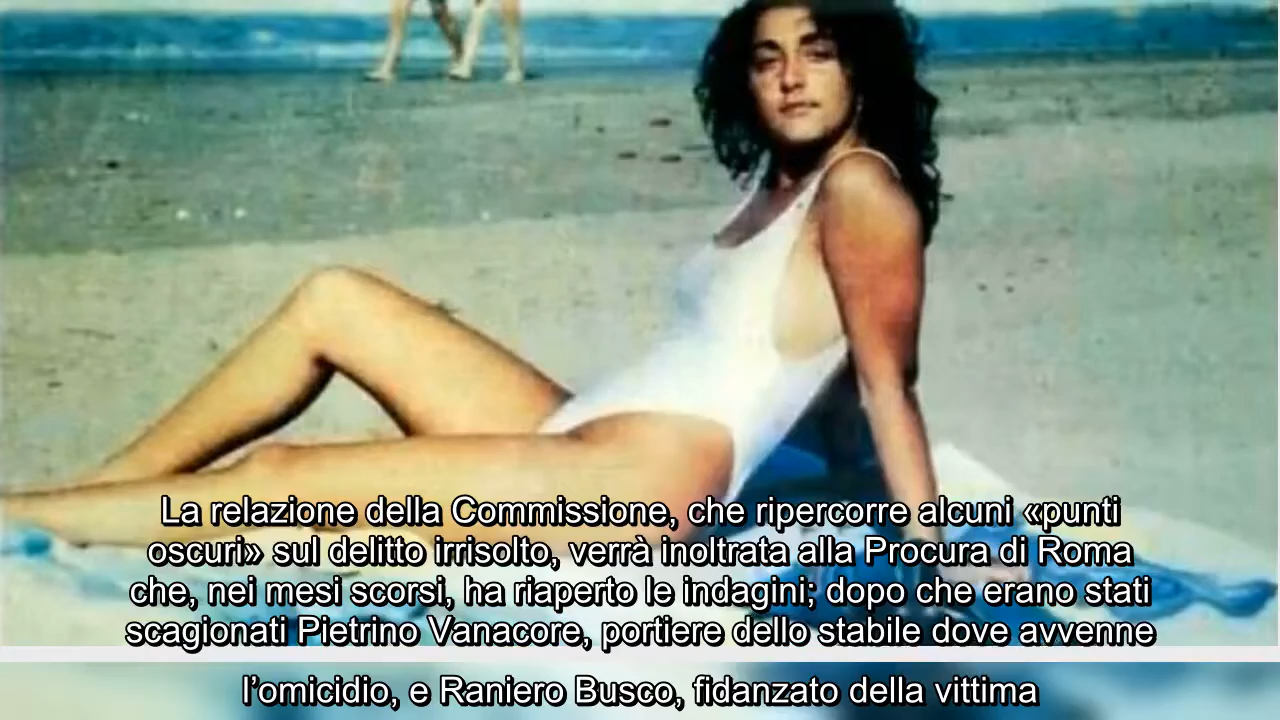 La relazione della Commissione, che ripercorre alcuni «punti
oscuri» sul delitto irrisolto, verrà inoltrata alla Procura di Roma
che, nei mesi scorsi, ha riaperto le indagini; dopo che erano stati
scagionati Pietrino Vanacore, portiere dello stabile dove avvenne
l’omicidio, e Raniero Busco, fidanzato della vittima